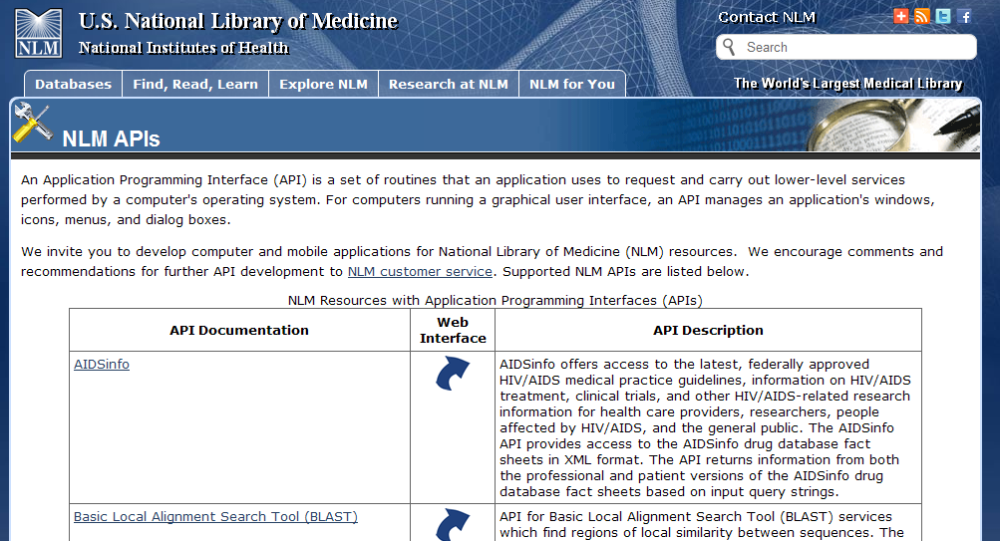 U.S. National Library of Medicine
National Institutes of Health
NLM
Contact NLM
Search
Databases
Find, Read, Learn
Explore NLM
Research at NLM
NLM for You
The World's Largest Medical Library
NLM APIs
An Application Programming Interface (API) is a set of routines that an application uses to request and carry out lower-level services
performed by a computer's operating system. For computers running a graphical user interface, an API manages an application's windows,
icons, menus, and dialog boxes.
We invite you to develop computer and mobile applications for National Library of Medicine (NLM) resources.  We encourage comments and
recommendations for further API development to NLM customer service. Supported NLM APIs are listed below.
NLM Resources with Application Programming Interfaces (APIs)
API Documentation
Web
Interface
API Description
AIDSinfo
AIDSinfo offers access to the latest, federally approved
HIV/AIDS medical practice guidelines, information on HIV/AIDS
treatment, clinical trials, and other HIV/AIDS-related research
information for health care providers, researchers, people
affected by HIV/AIDS, and the general public. The AIDSinfo
API provides access to the AIDSinfo drug database fact
sheets in XML format. The API returns information from both
the professional and patient versions of the AIDSinfo drug
database fact sheets based on input query strings.
Basic Local Alignment Search Tool (BLAST)
API for Basic Local Alignment Search Tool (BLAST) services
which find regions of local similarity between sequences. The